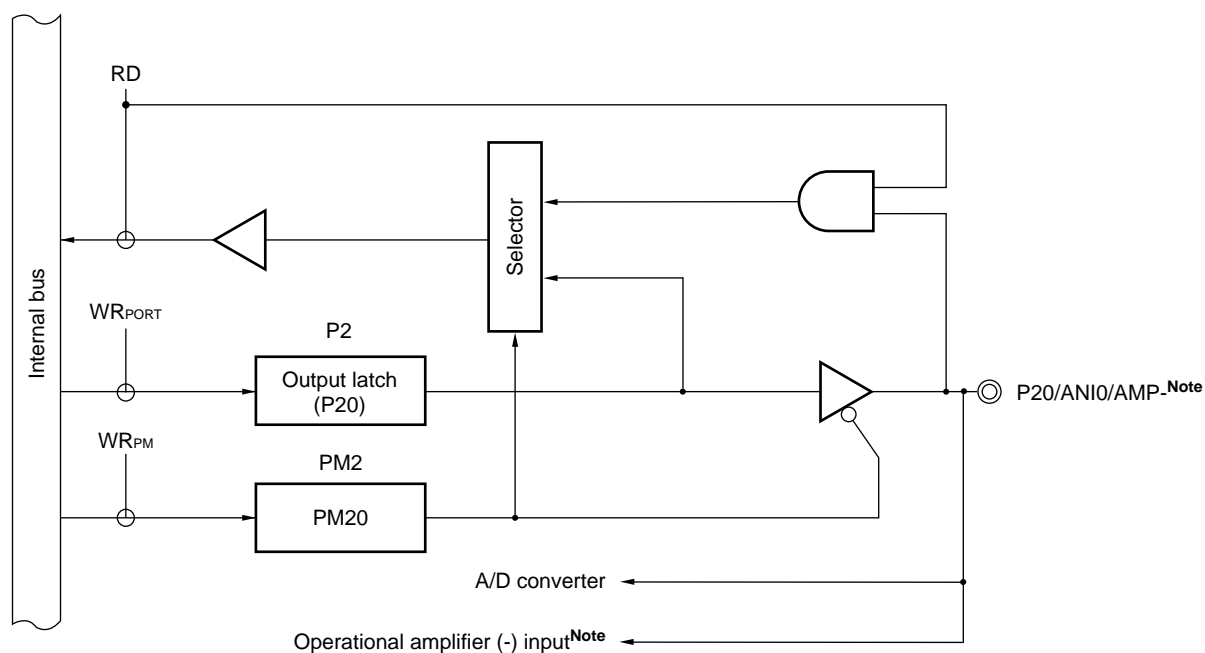 RD
Internal bus
Selector
WRPORT
P2
Output latch
(P20)
P20/ANI0/AMP-Note
WRPM
PM2
PM20
A/D converter
Operational amplifier (-) inputNote